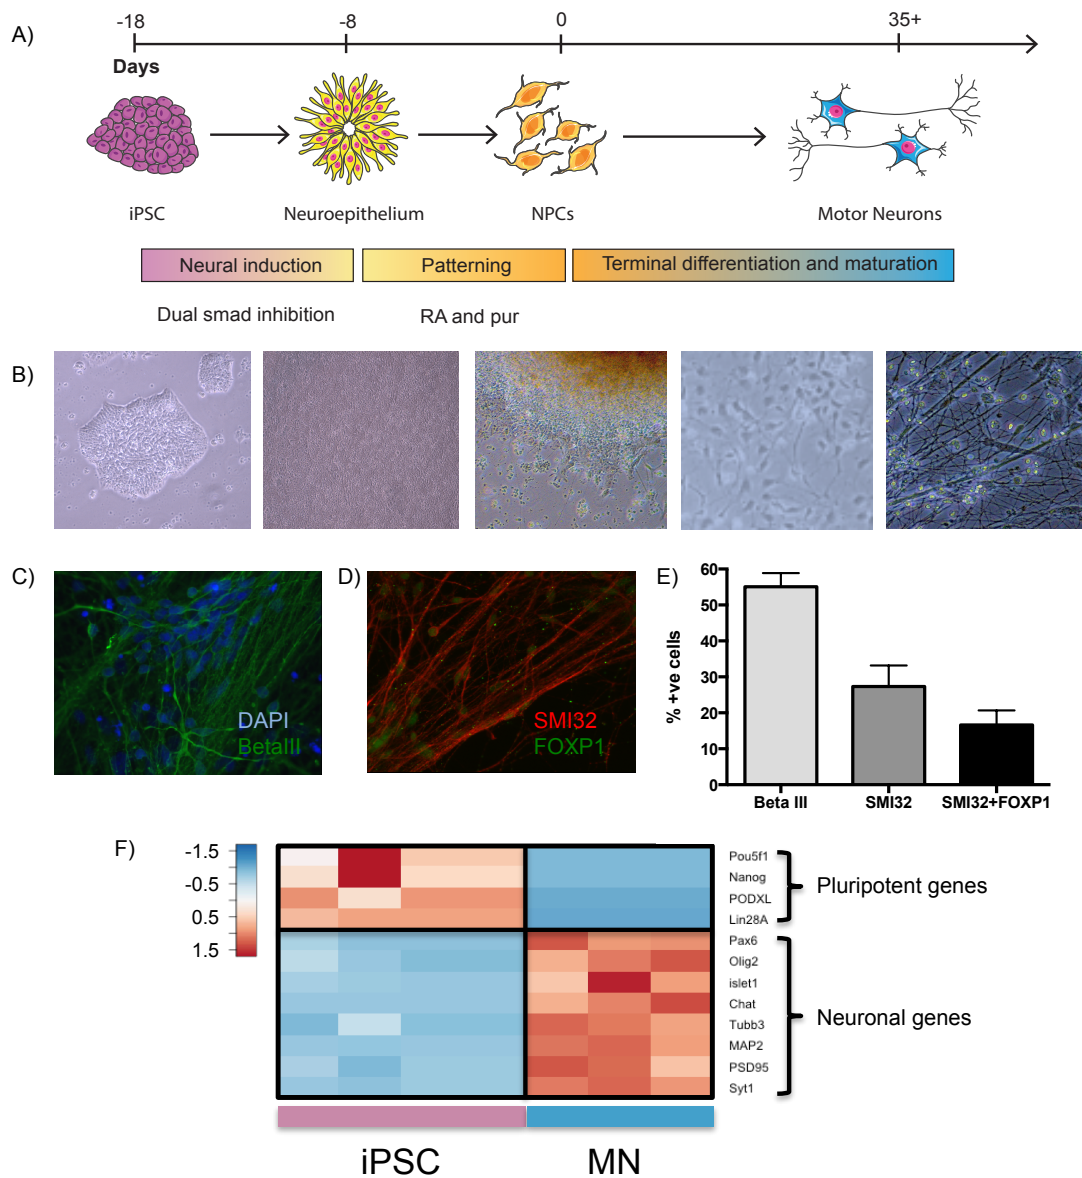 A)
-18
-8
0
35+
Days
iPSC
Neuroepithelium
NPCs
Motor Neurons
Neural induction
Patterning
Terminal differentiation and maturation
Dual smad inhibition
RA and pur
B)
C)
DAPI
BetaIII
D)
SMI32
FOXP1
E)
% +ve cells
60
50
40
30
20
10
0
Beta III
SMI32
SMI32+FOXP1
F)
-1.5
-0.5
0.5
1.5
Pou5f1
Nanog
PODXL
Lin28A
Pluripotent genes
Pax6
Olig2
islet1
Chat
Tubb3
MAP2
PSD95
Syt1
Neuronal genes
iPSC
MN